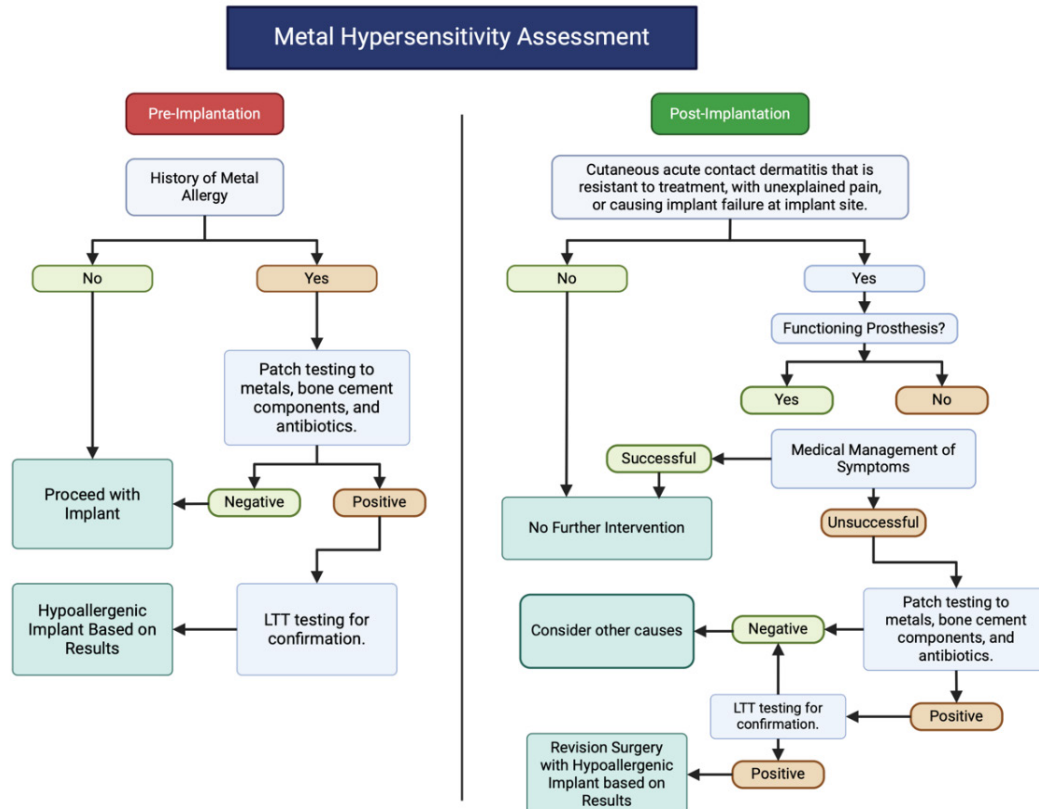 Metal Hypersensitivity Assessment
Pre-Implantation
History of Metal
Allergy
No
Yes
Patch testing to
metals, bone cement
components, and
antibiotics.
Negative
Positive
Proceed with
Implant
LTT testing for
confirmation.
Hypoallergenic
Implant Based on
Results
Post-Implantation
Cutaneous acute contact dermatitis that is
resistant to treatment, with unexplained pain,
or causing implant failure at implant site.
No
Yes
Functioning Prosthesis?
Yes
No
Medical Management of
Symptoms
Successful
Unsuccessful
No Further Intervention
Patch testing to
metals, bone cement
components, and
antibiotics.
Negative
Consider other causes
Positive
LTT testing for
confirmation.
Positive
Revision Surgery
with Hypoallergenic
Implant based on
Results